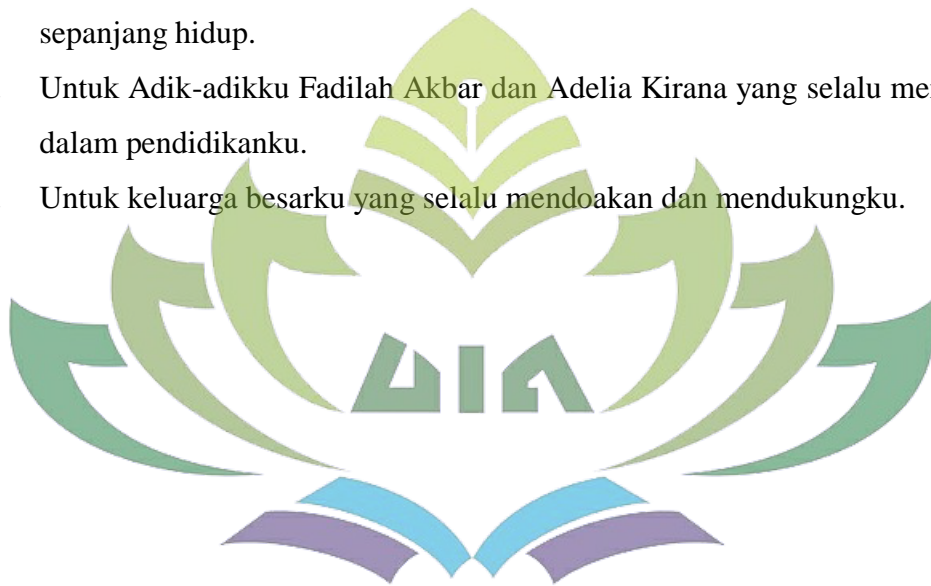 sepanjang hidup.
Untuk Adik-adikku Fadilah Akbar dan Adelia Kirana yang selalu
dalam pendidikanku.
Untuk keluarga besarku yang selalu mendoakan dan mendukungku.
UIN